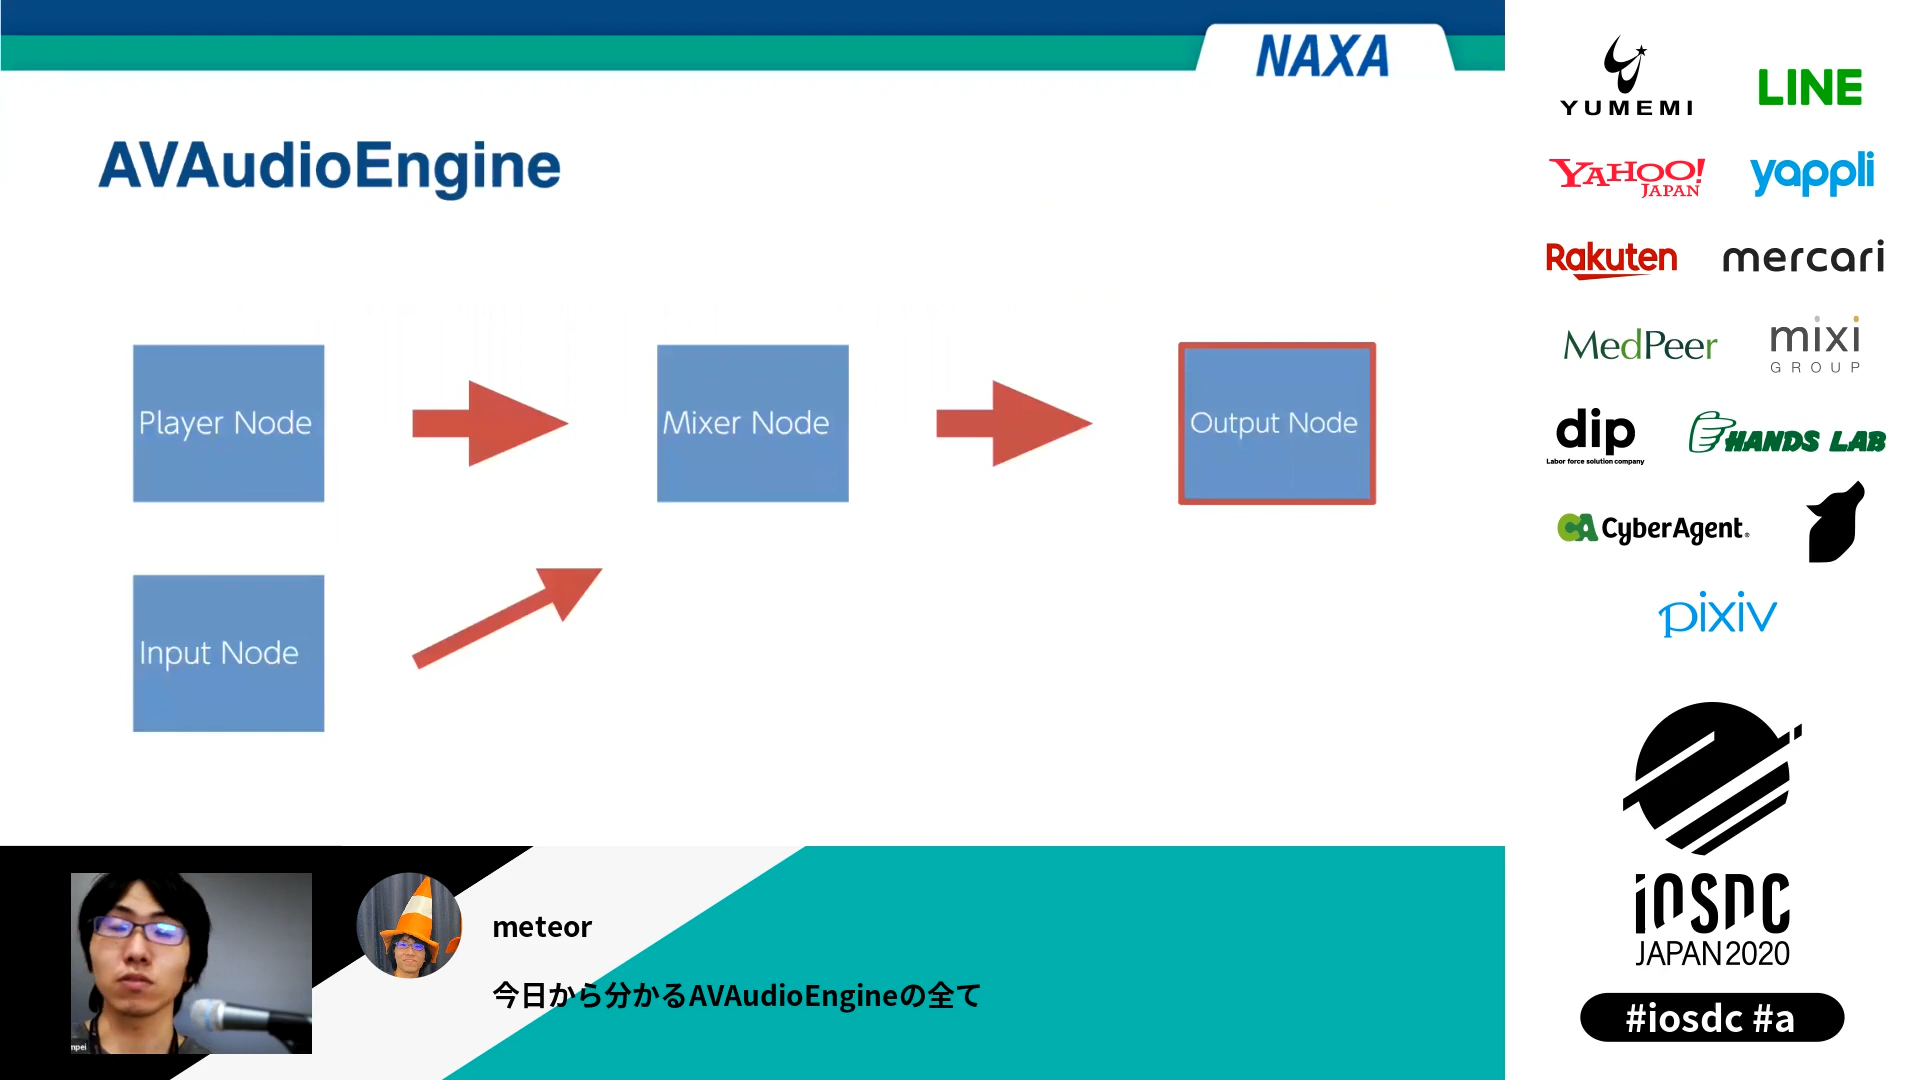 NAXA
AVAudioEngine
Player Node
Mixer Node
Output Node
Input Node
mpei
meteor
今日から分かるAVAudioEngineの全て
YUMEMI
LINE
YAHOO!
JAPAN
yappli
Rakuten
mercari
MedPeer
mixi
GROUP
dip
Labor force solution company
HANDS LAB
CA CyberAgent.
pixiv
iOSDC
JAPAN 2020
#iosdc #a